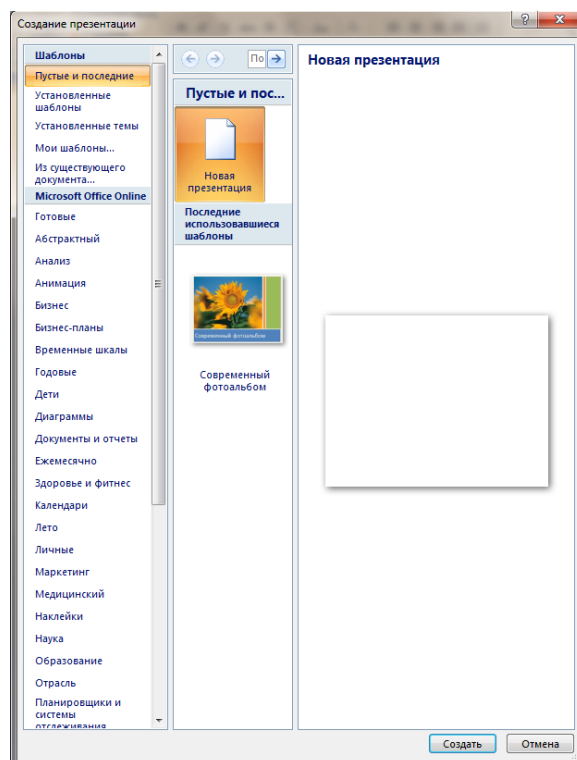 Создание презентации
?
Шаблоны
Пустые и последние
Установленные
шаблоны
Установленные темы
Мои шаблоны...
Из существующего
документа...
Microsoft Office Online
Готовые
Абстрактный
Анализ
Анимация
Бизнес
Бизнес-планы
Временные шкалы
Годовые
Дети
Диаграммы
Документы и отчеты
Ежемесячно
Здоровье и фитнес
Календари
Лето
Личные
Маркетинг
Медицинский
Наклейки
Наука
Образование
Отрасль
Планировщики и
системы
отслеживания
По
Пустые и пос...
Новая
презентация
Последние
использовавшиеся
шаблоны
Современный фотоальбом
Современный
фотоальбом
Новая презентация
Создать
Отмена